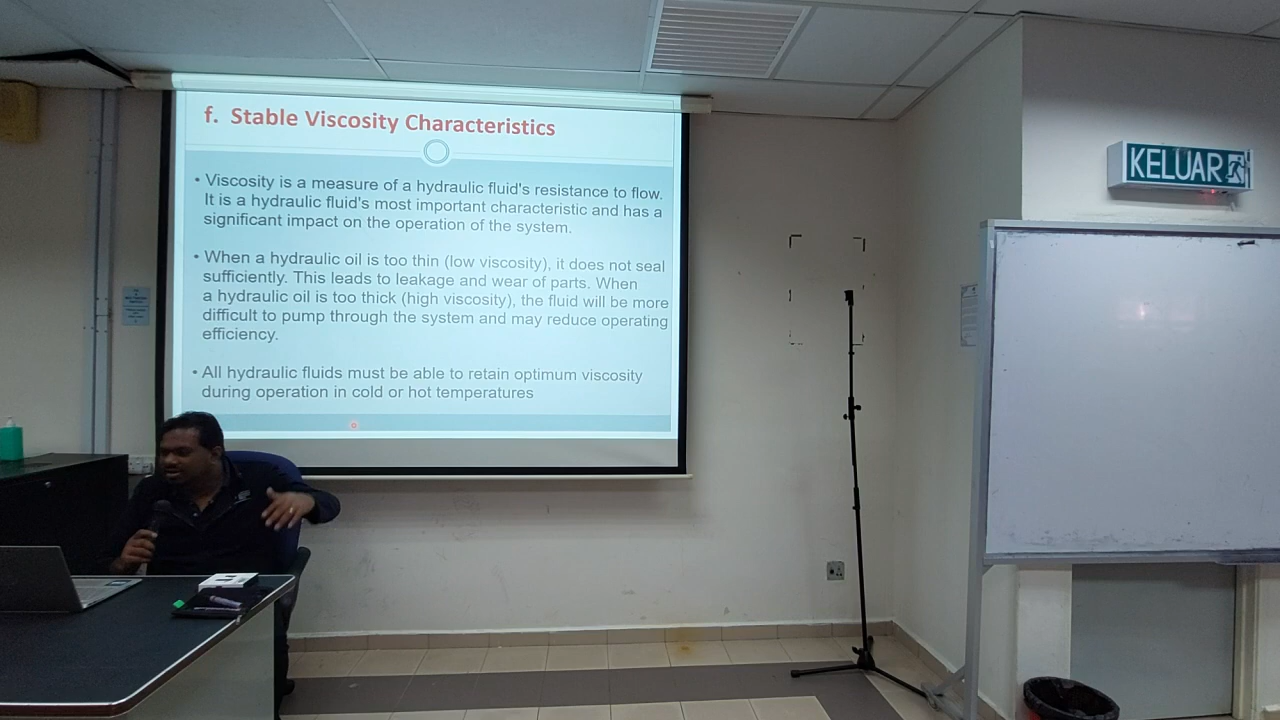 f. Stable Viscosity Characteristics
• Viscosity is a measure of a hydraulic fluid's resistance to flow.
It is a hydraulic fluid's most important characteristic and has a
significant impact on the operation of the system.
• When a hydraulic oil is too thin (low viscosity), it does not seal
sufficiently. This leads to leakage and wear of parts. When
a hydraulic oil is too thick (high viscosity), the fluid will be more
difficult to pump through the system and may reduce operating
efficiency.
• All hydraulic fluids must be able to retain optimum viscosity
during operation in cold or hot temperatures
KELUAR